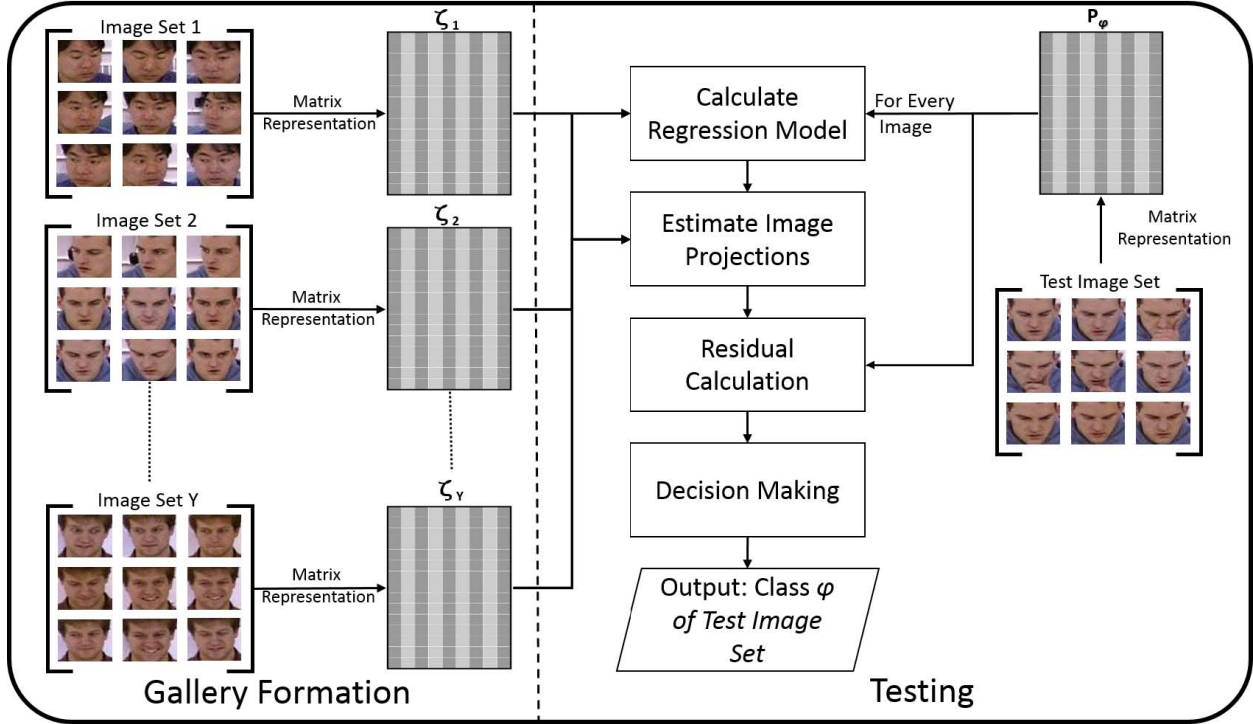 Image Set 1
ζ1
Matrix
Representation
Image Set 2
ζ2
Matrix
Representation
Image Set Y
ζY
Matrix
Representation
Gallery Formation
Calculate
Regression Model
Estimate Image
Projections
Residual
Calculation
Decision Making
Output: Class φ
of Test Image
Set
For Every
Image
Pφ
Matrix
Representation
Test Image Set
Testing